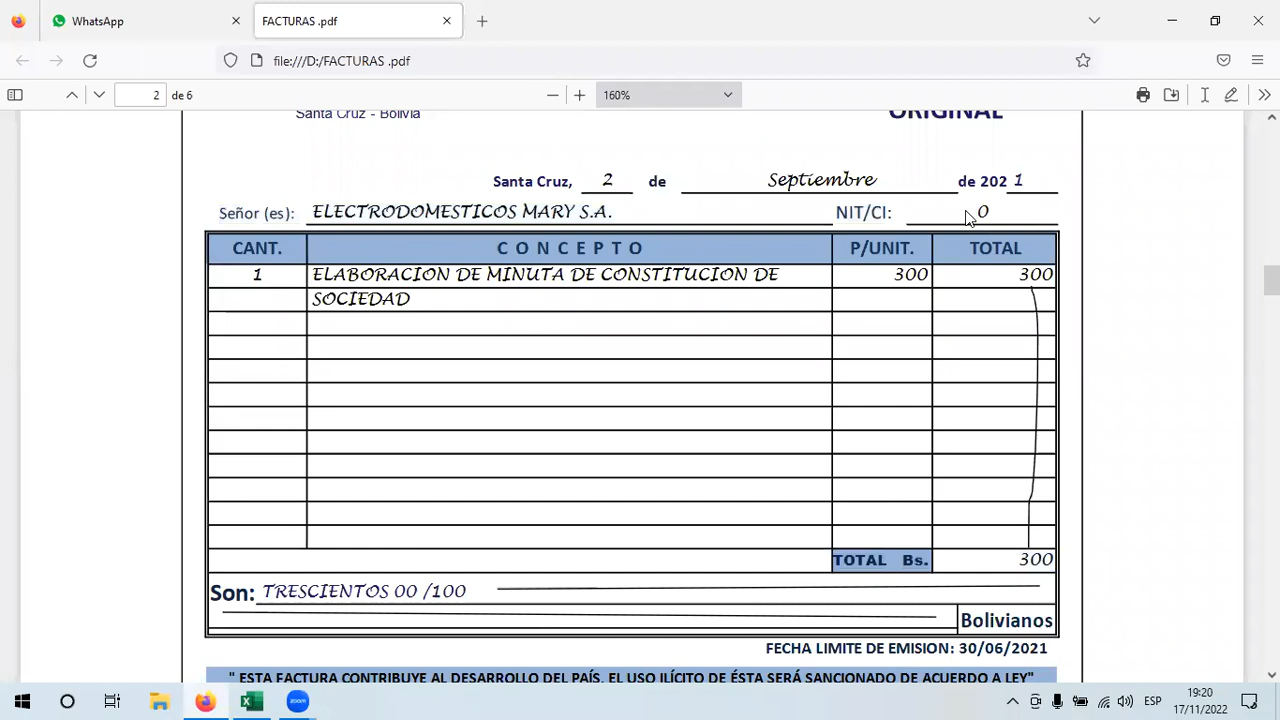 WhatsApp
FACTURAS .pdf
file:///D:/FACTURAS .pdf
2 de 6
160%
Santa Cruz - Bolivia
ORIGINAL
Santa Cruz, 2 de Septiembre de 202 1
Señor (es): ELECTRODOMESTICOS MARY S.A. NIT/CI: 0
CANT. CONCEPTO P/UNIT. TOTAL
1 ELABORACION DE MINUTA DE CONSTITUCION DE 300 300
SOCIEDAD
TOTAL Bs. 300
Son: TRESCIENTOS 00 /100
Bolivianos
FECHA LIMITE DE EMISION: 30/06/2021
" ESTA FACTURA CONTRIBUYE AL DESARROLLO DEL PAÍS, EL USO ILÍCITO DE ÉSTA SERÁ SANCIONADO DE ACUERDO A LEY"
zoom
ESP
19:20
17/11/2022